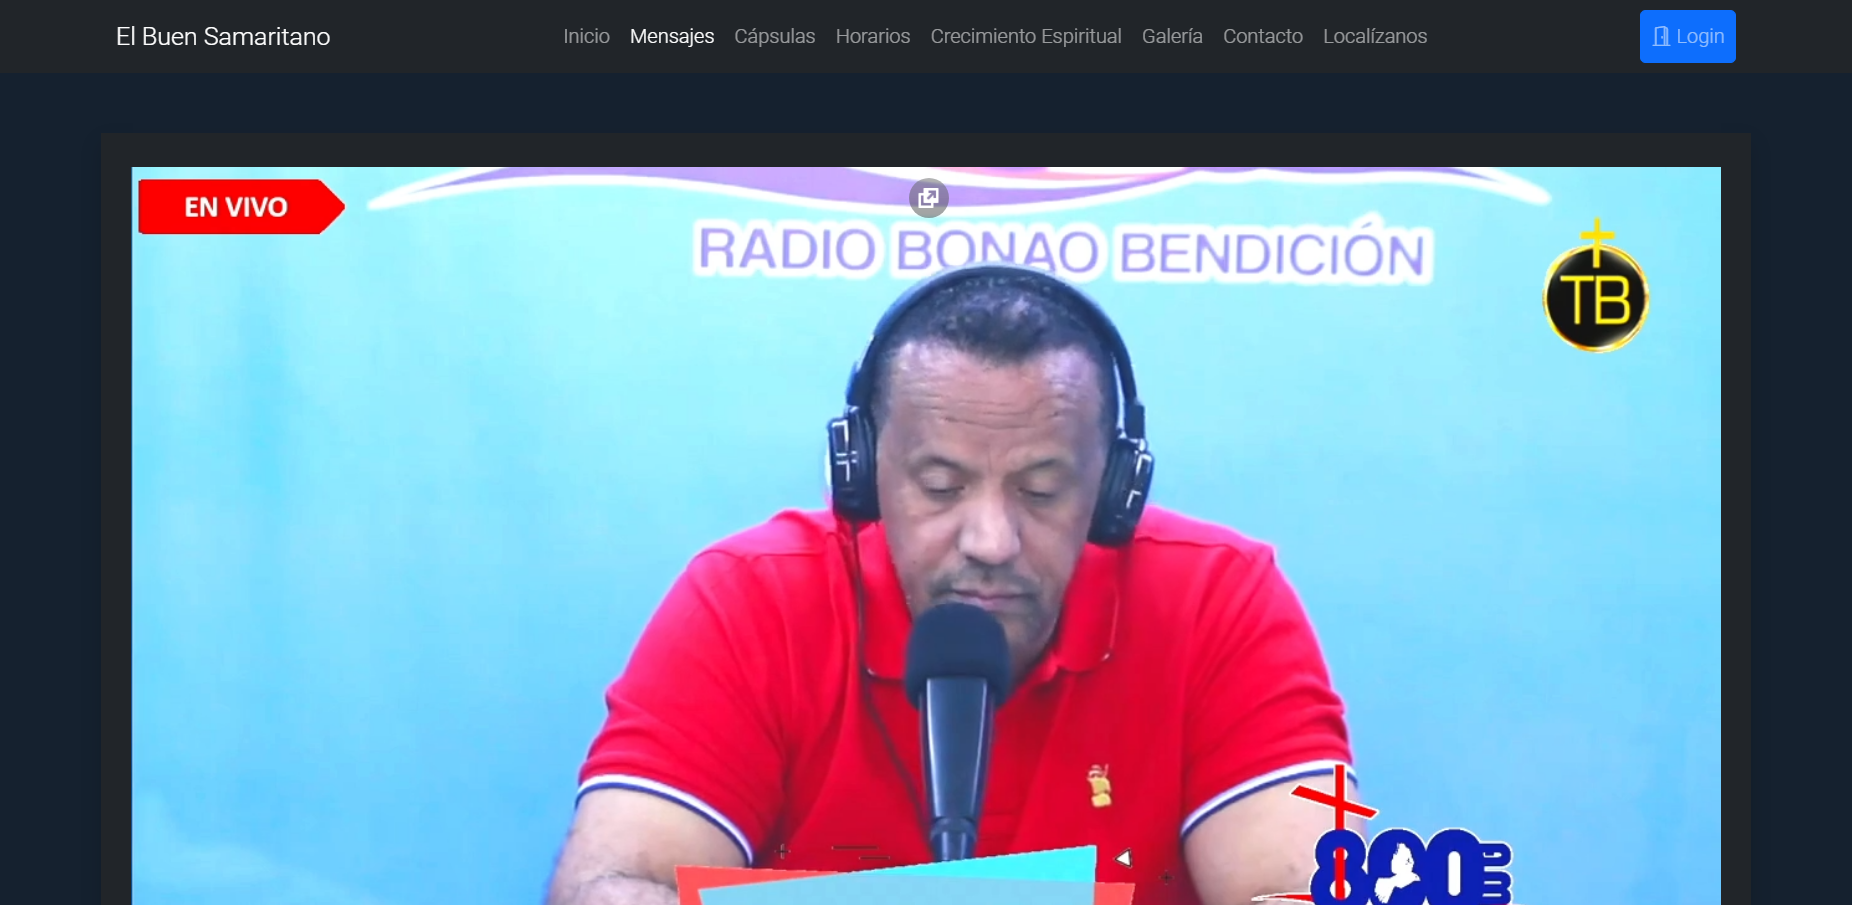 El Buen Samaritano
Inicio Mensajes Cápsulas Horarios Crecimiento Espiritual Galería Contacto Localízanos
Login
EN VIVO
RADIO BONAO BENDICIÓN
TB